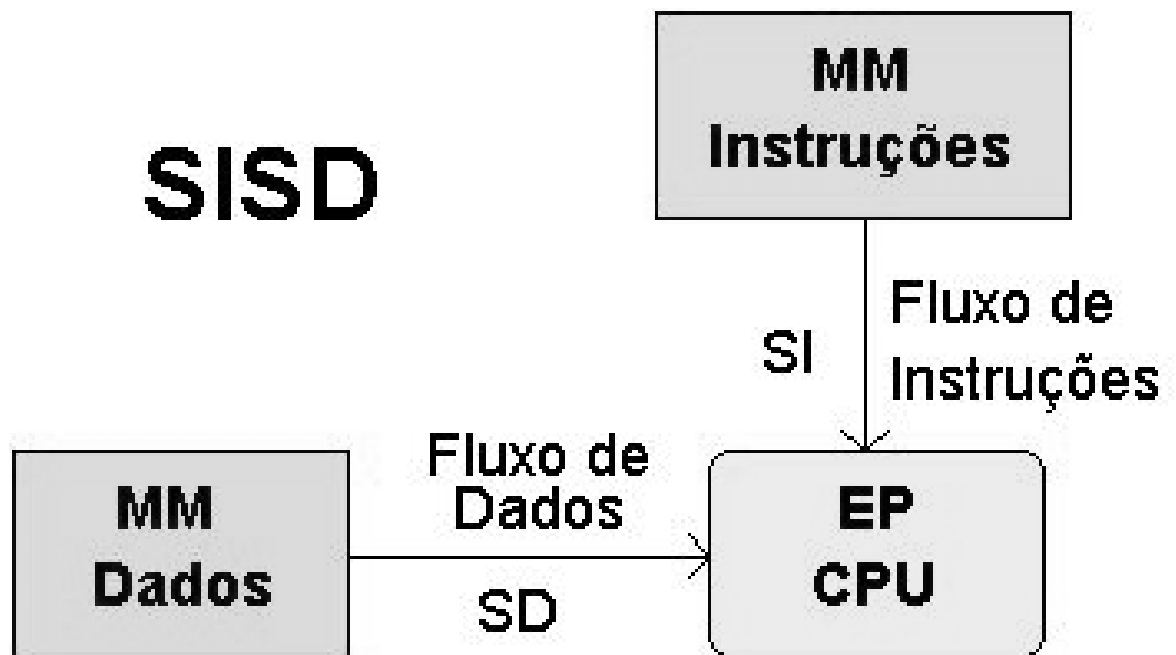 MM
Instruções
SISD
Fluxo de
SI
Instruções
Fluxo de
Dados
MM
Dados
SD
EP
CPU